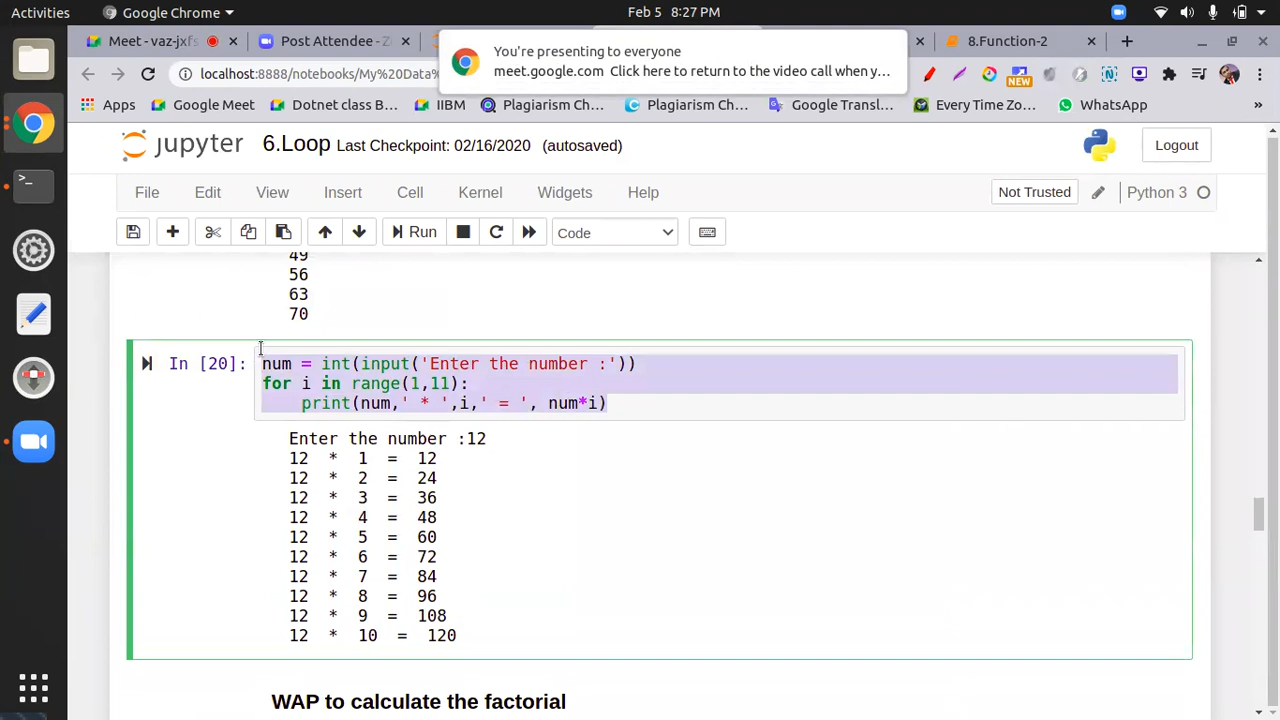 Activities Google Chrome Feb 5 8:27 PM
Meet - vaz-jxfs Post Attendee - Z 8.Function-2
You're presenting to everyone
meet.google.com Click here to return to the video call when y...
localhost:8888/notebooks/My%20Data% NEW
Apps Google Meet Dotnet class B... IIBM Plagiarism Ch... Plagiarism Ch... Google Transl... Every Time Zo... WhatsApp »
jupyter 6.Loop Last Checkpoint: 02/16/2020 (autosaved) Logout
File Edit View Insert Cell Kernel Widgets Help Not Trusted Python 3
Run Code
49
56
63
70
In [20]: num = int(input('Enter the number :'))
for i in range(1,11):
print(num,' * ',i,' = ', num*i)
Enter the number :12
12 * 1 = 12
12 * 2 = 24
12 * 3 = 36
12 * 4 = 48
12 * 5 = 60
12 * 6 = 72
12 * 7 = 84
12 * 8 = 96
12 * 9 = 108
12 * 10 = 120
WAP to calculate the factorial